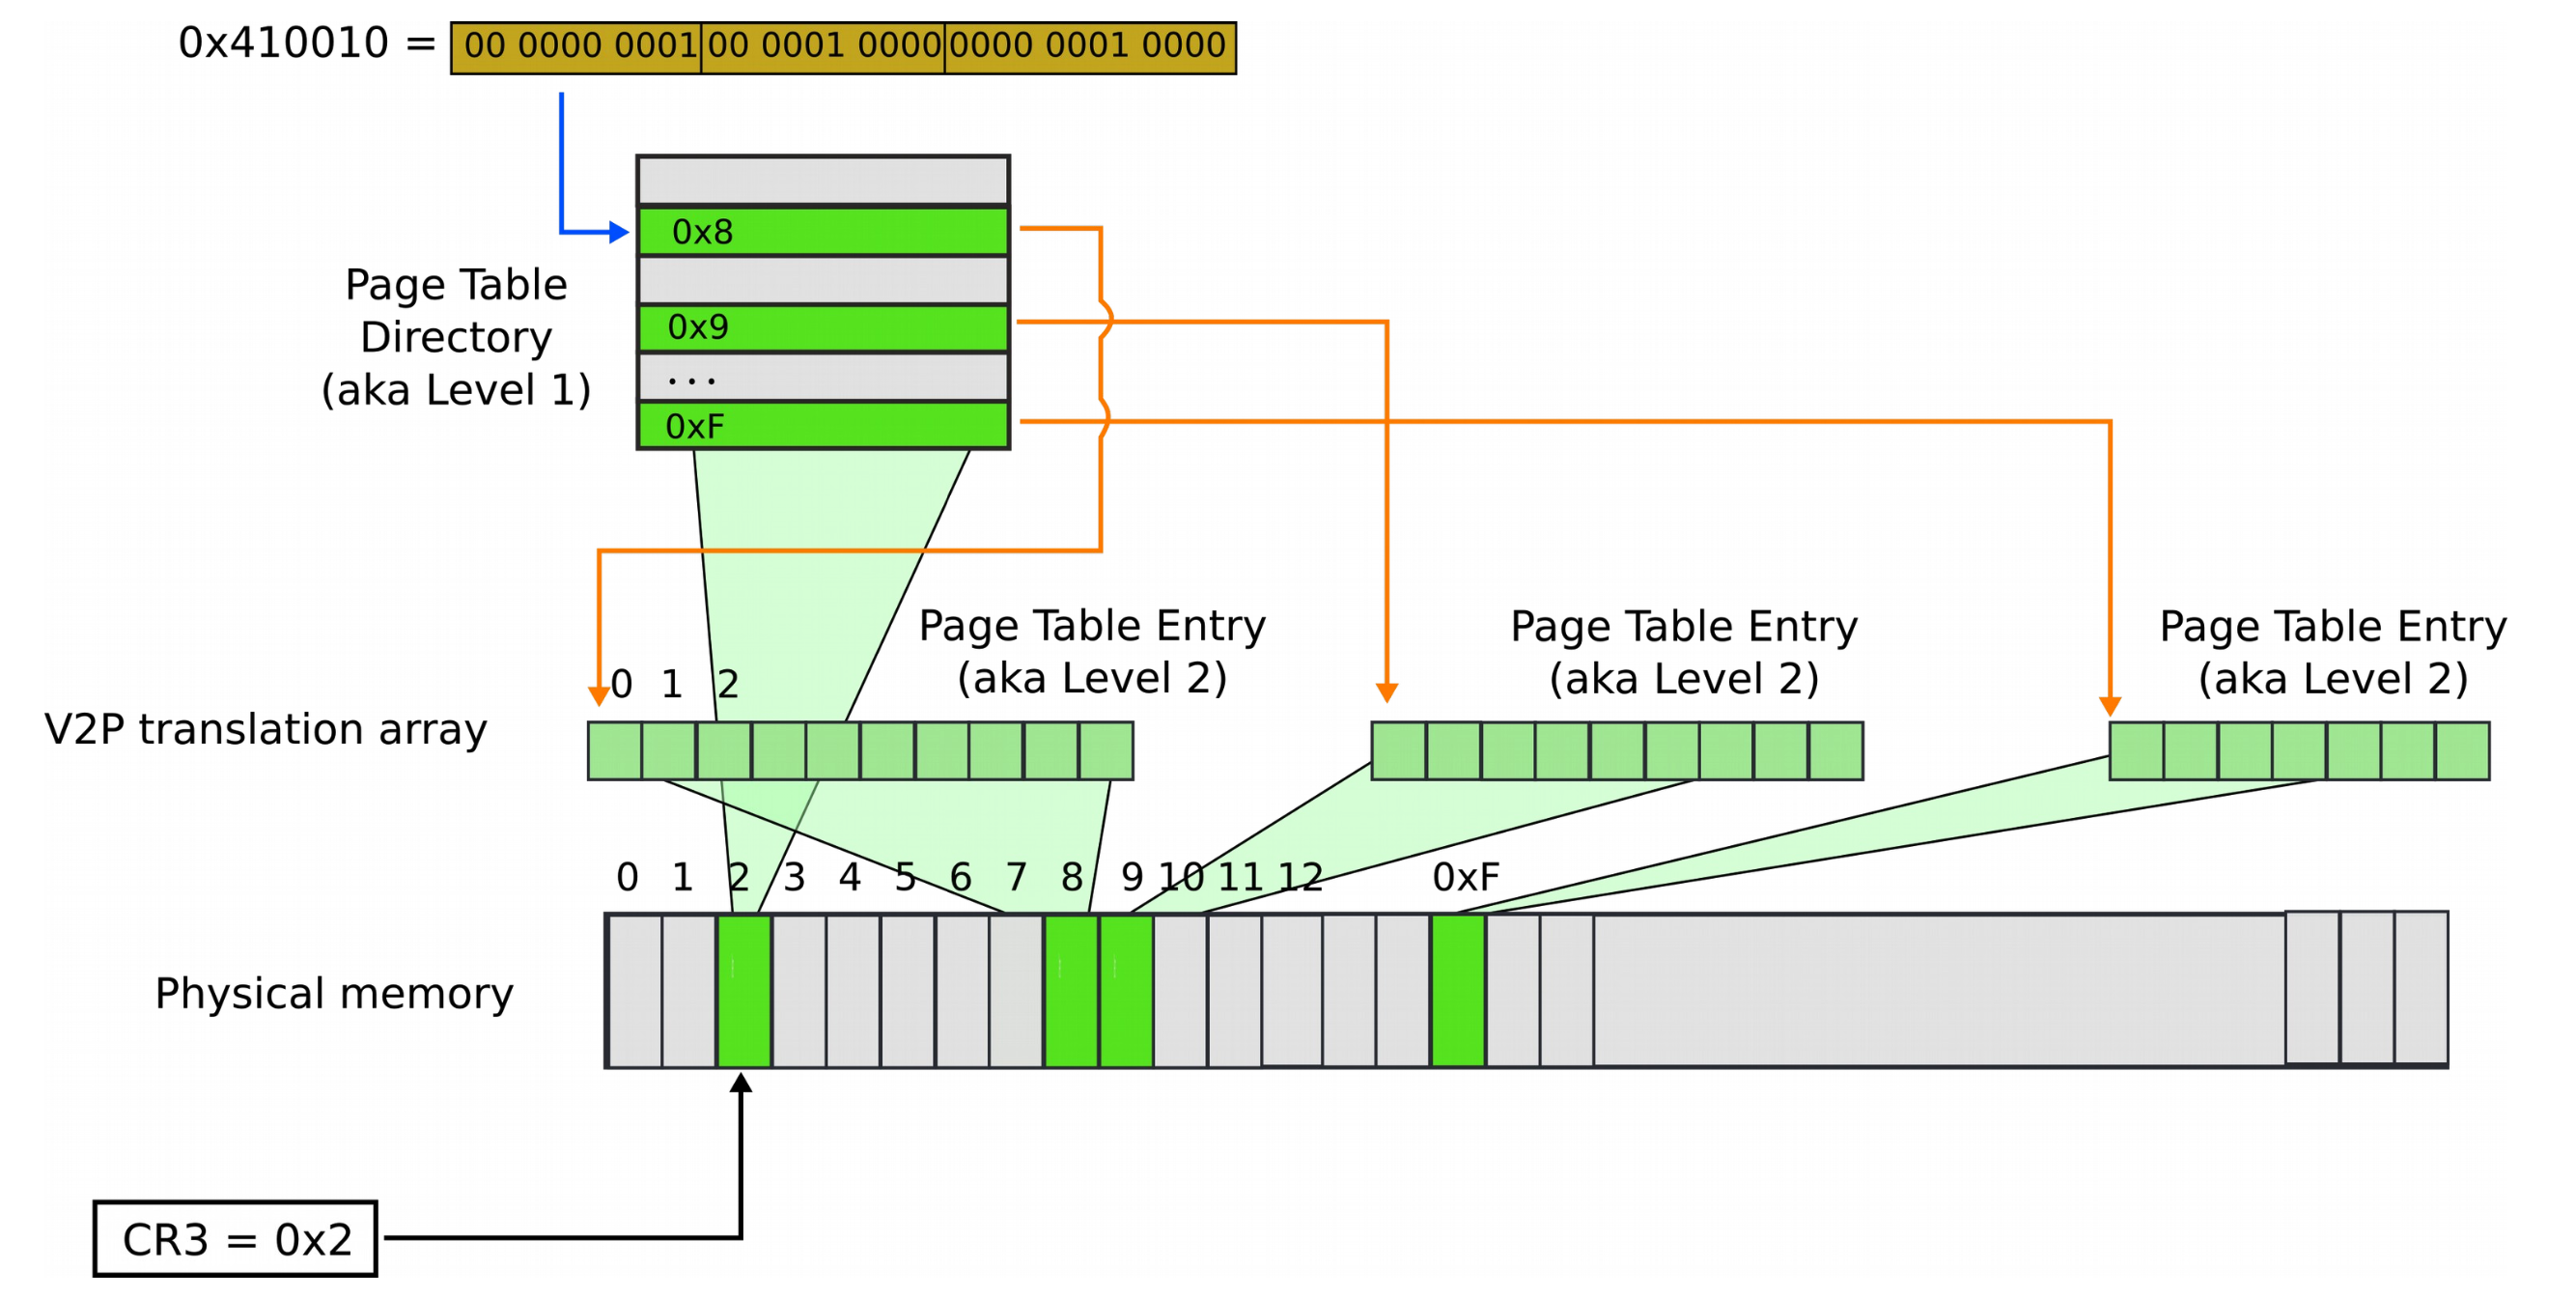 0x410010 = 00 0000 0001 00 0001 0000 0000 0001 0000
0x8
Page Table
Directory
(aka Level 1)
0x9
...
0xF
Page Table Entry
(aka Level 2)
Page Table Entry
(aka Level 2)
Page Table Entry
(aka Level 2)
0 1 2
V2P translation array
0 1 2 3 4 5 6 7 8 9 10 11 12 0xF
Physical memory
CR3 = 0x2